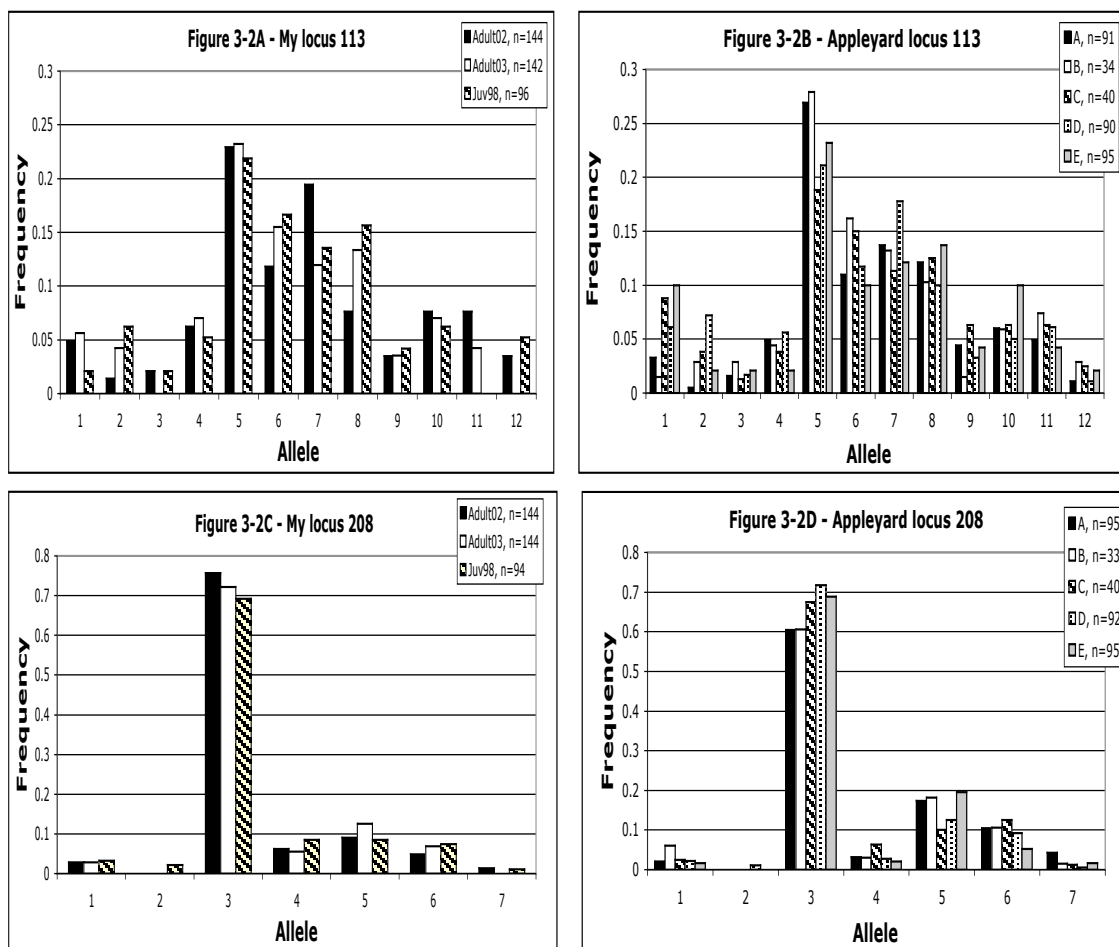 Figure 3-2A - My locus 113
Adult02, n=144
Adult03, n=142
Juv98, n=96
Frequency
0.3
0.25
0.2
0.15
0.1
0.05
0
1 2 3 4 5 6 7 8 9 10 11 12
Allele
Figure 3-2B - Appleyard locus 113
A, n=91
B, n=34
C, n=40
D, n=90
E, n=95
Frequency
0.3
0.25
0.2
0.15
0.1
0.05
0
1 2 3 4 5 6 7 8 9 10 11 12
Allele
Figure 3-2C - My locus 208
Adult02, n=144
Adult03, n=144
Juv98, n=94
Frequency
0.8
0.7
0.6
0.5
0.4
0.3
0.2
0.1
0
1 2 3 4 5 6 7
Allele
Figure 3-2D - Appleyard locus 208
A, n=95
B, n=33
C, n=40
D, n=92
E, n=95
Frequency
0.8
0.7
0.6
0.5
0.4
0.3
0.2
0.1
0
1 2 3 4 5 6 7
Allele